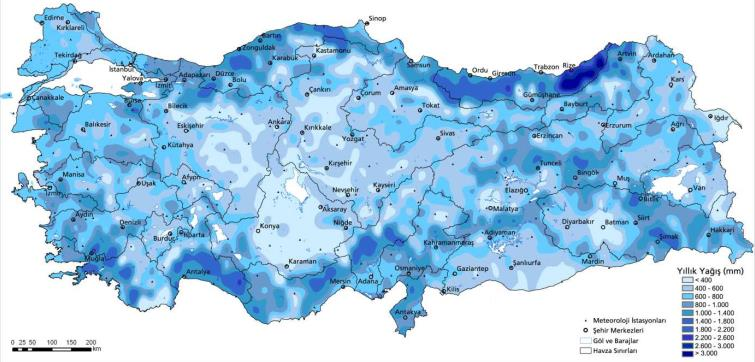 Sinop
Edirne
Kırklareli
Bartın
Zonguldak
Kastamonu
Artvin
Ardahan
Tekirdağ
İstanbul
Karabük
Samsun
Ordu
Giresun
Trabzon
Rize
Kars
Yalova
İzmit
Adapazarı
Düzce
Bolu
Çankırı
Çorum
Amasya
Gümüşhane
Bayburt
Çanakkale
Bursa
Bilecik
Tokat
Iğdır
Balıkesir
Eskişehir
Ankara
Kırıkkale
Yozgat
Sivas
Erzincan
Erzurum
Ağrı
Kütahya
Manisa
Uşak
Afyon
Kırşehir
Tunceli
Bingöl
Muş
Van
İzmir
Nevşehir
Kayseri
Elazığ
Bitlis
Aydın
Denizli
Aksaray
Niğde
Malatya
Diyarbakır
Batman
Siirt
Burdur
Isparta
Konya
Kahramanmaraş
Adıyaman
Şırnak
Hakkari
Muğla
Antalya
Karaman
Mersin
Adana
Osmaniye
Gaziantep
Şanlıurfa
Mardin
Kilis
Antakya
Yıllık Yağış (mm)
< 400
400 - 600
600 - 800
800 - 1.000
1.000 - 1.400
1.400 - 1.800
1.800 - 2.200
2.200 - 2.600
2.600 - 3.000
> 3.000
Meteoroloji İstasyonları
Şehir Merkezleri
Göl ve Barajlar
Havza Sınırları
0 25 50 100 150 200
km